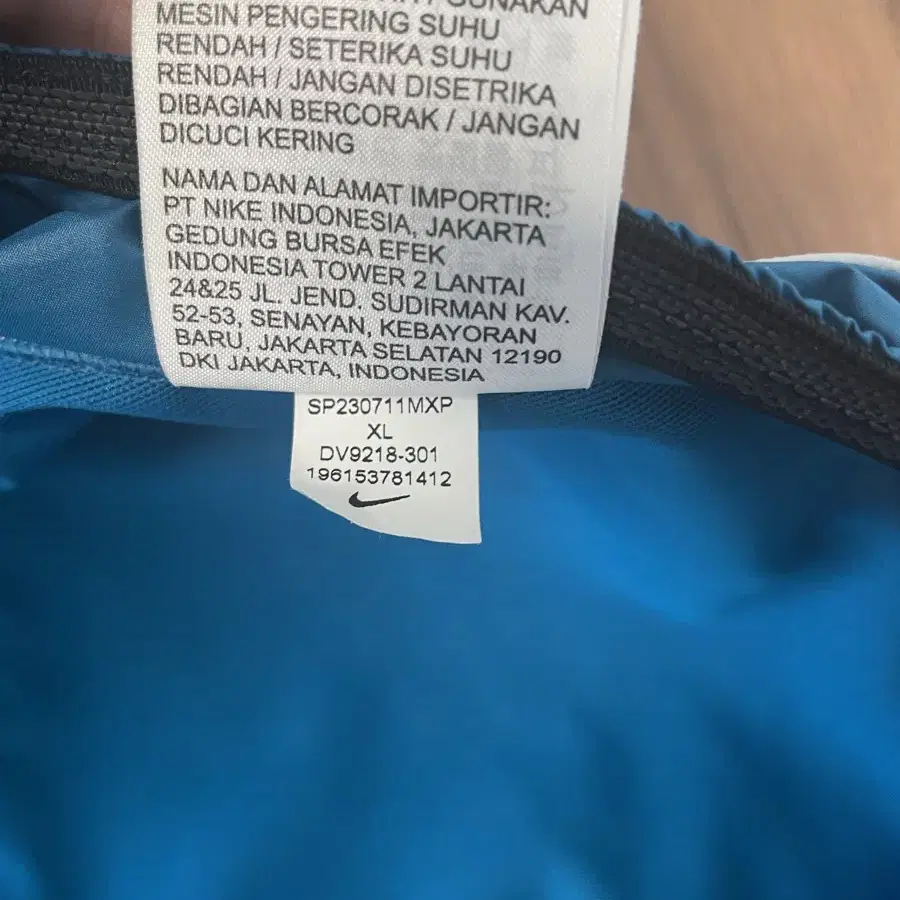 GUNAKAN
MESIN PENGERING SUHU
RENDAH / SETERIKA SUHU
RENDAH / JANGAN DISETRIKA
DIBAGIAN BERCORAK / JANGAN
DICUCI KERING
NAMA DAN ALAMAT IMPORTIR:
PT NIKE INDONESIA, JAKARTA
GEDUNG BURSA EFEK
INDONESIA TOWER 2 LANTAI
24&25 JL. JEND. SUDIRMAN KAV.
52-53, SENAYAN, KEBAYORAN
BARU, JAKARTA SELATAN 12190
DKI JAKARTA, INDONESIA
SP230711MXP
XL
DV9218-301
196153781412